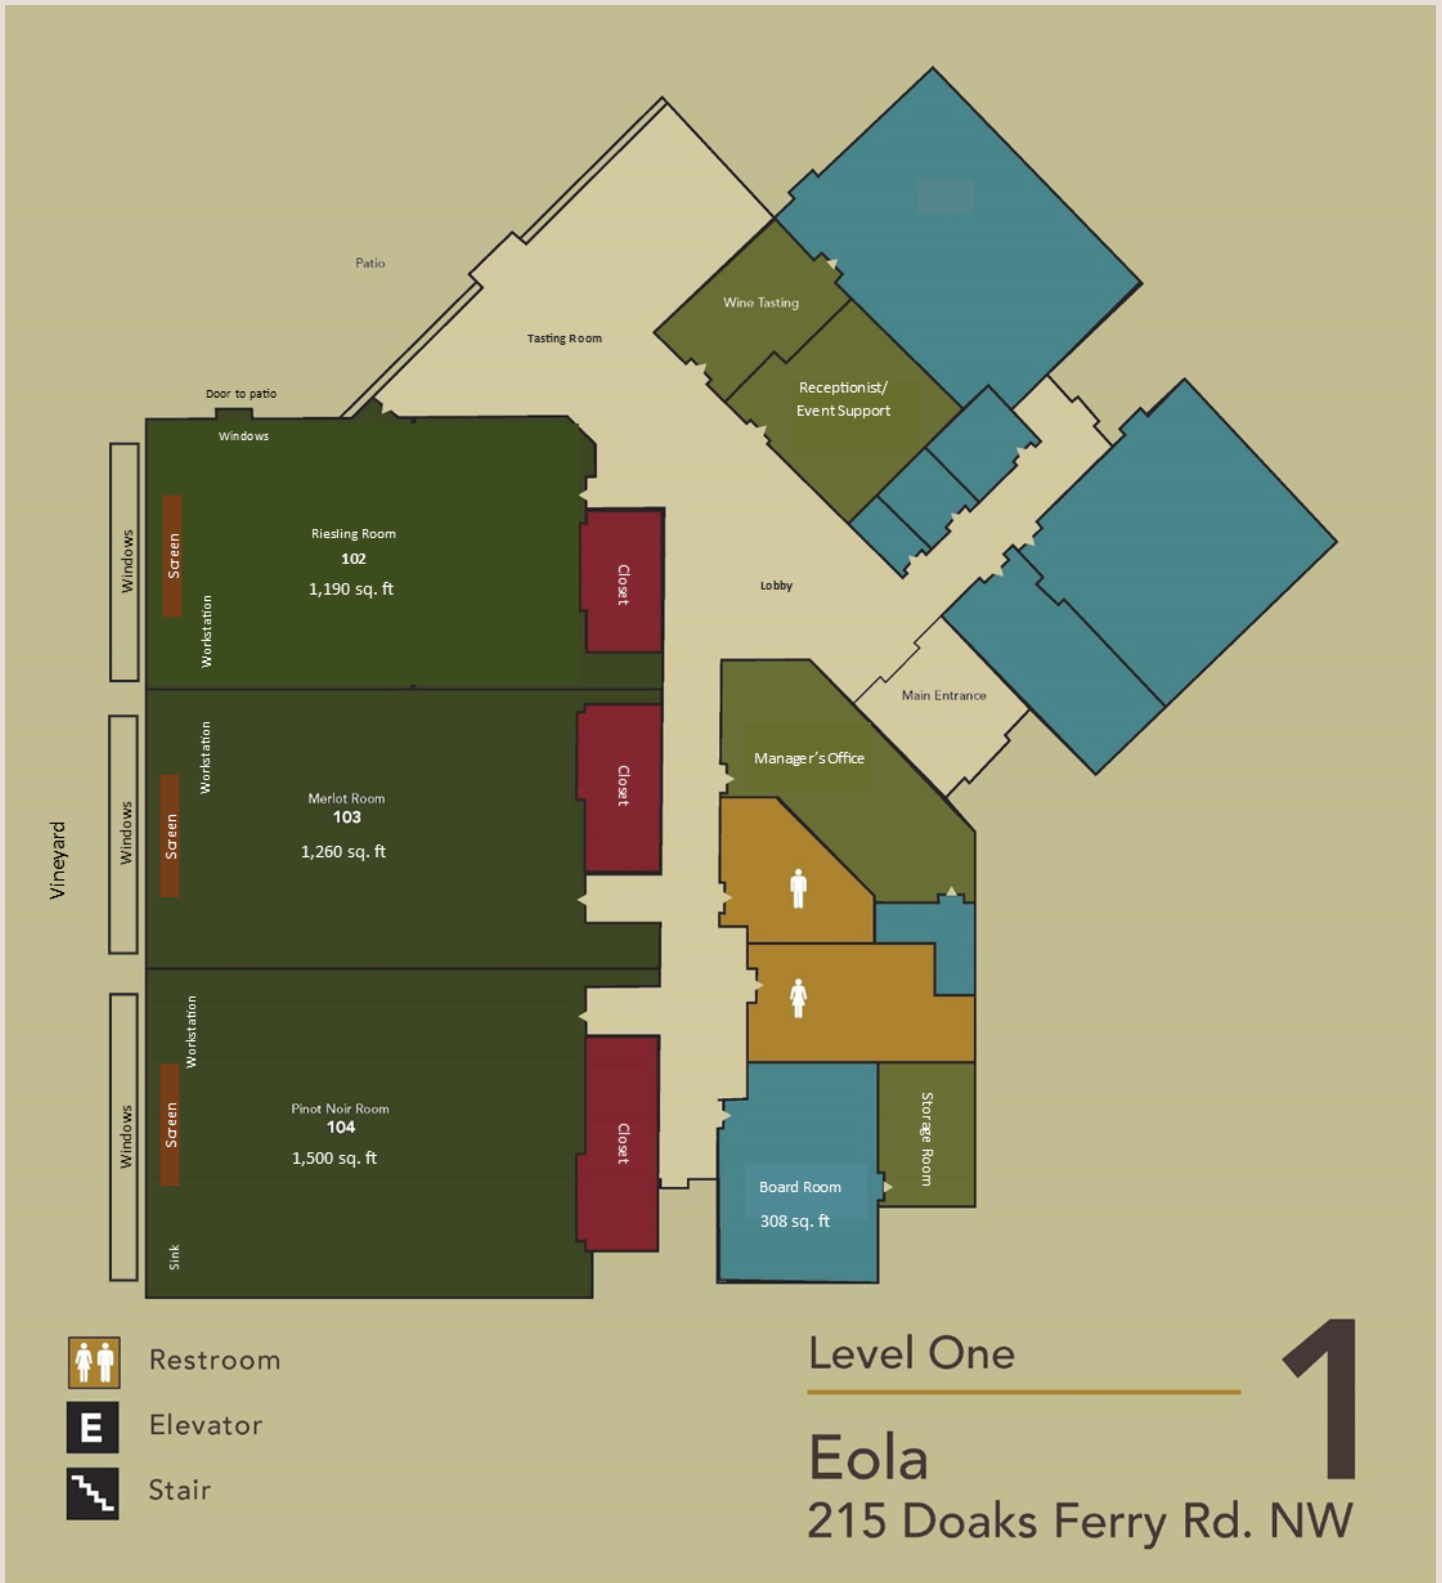 Patio
Wine Tasting
Tasting Room
Receptionist/
Event Support
Door to patio
Windows
Windows
Screen
Workstation
Riesling Room
102
1,190 sq. ft
Closet
Lobby
Main Entrance
Manager's Office
Vineyard
Windows
Screen
Workstation
Merlot Room
103
1,260 sq. ft
Closet
Windows
Screen
Workstation
Pinot Noir Room
104
1,500 sq. ft
Sink
Closet
Board Room
308 sq. ft
Storage Room
Restroom
E
Elevator
Stair
Level One
1
Eola
215 Doaks Ferry Rd. NW